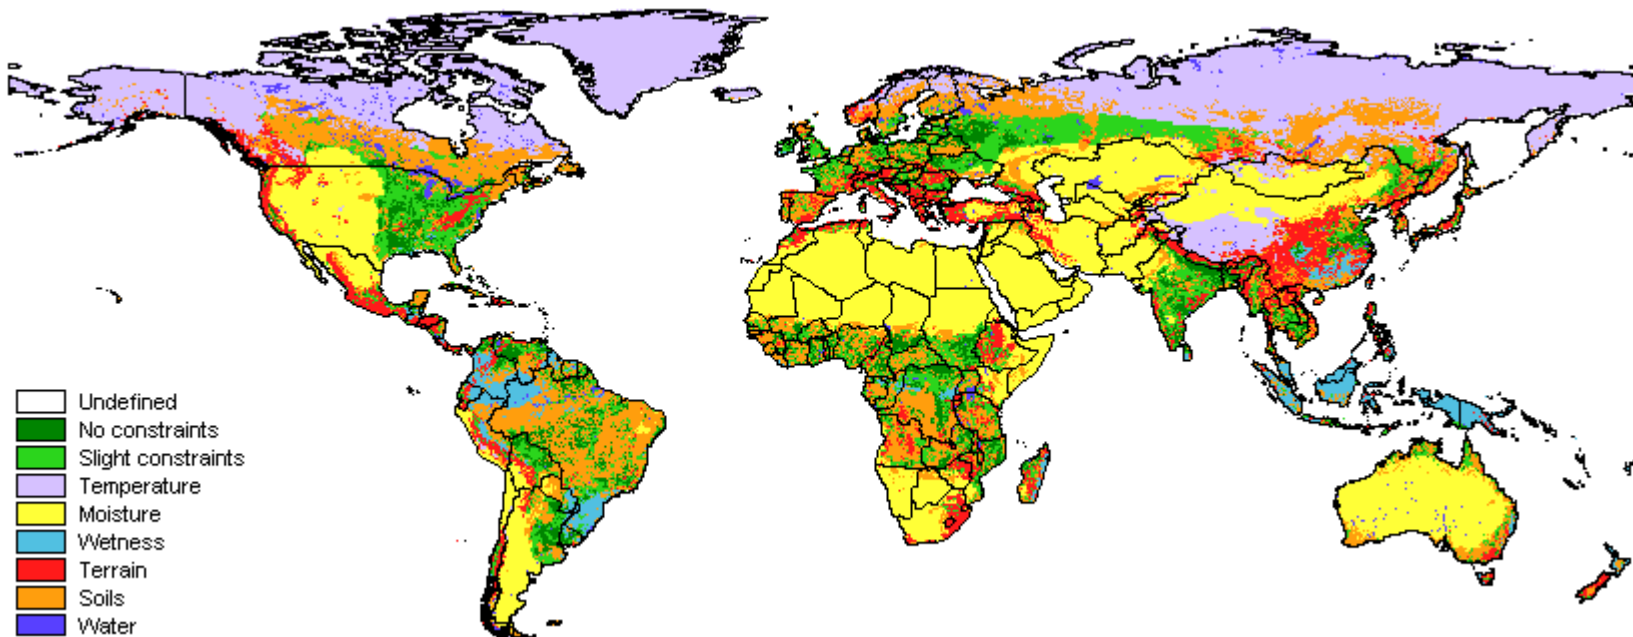 Undefined
No constraints
Slight constraints
Temperature
Moisture
Wetness
Terrain
Soils
Water